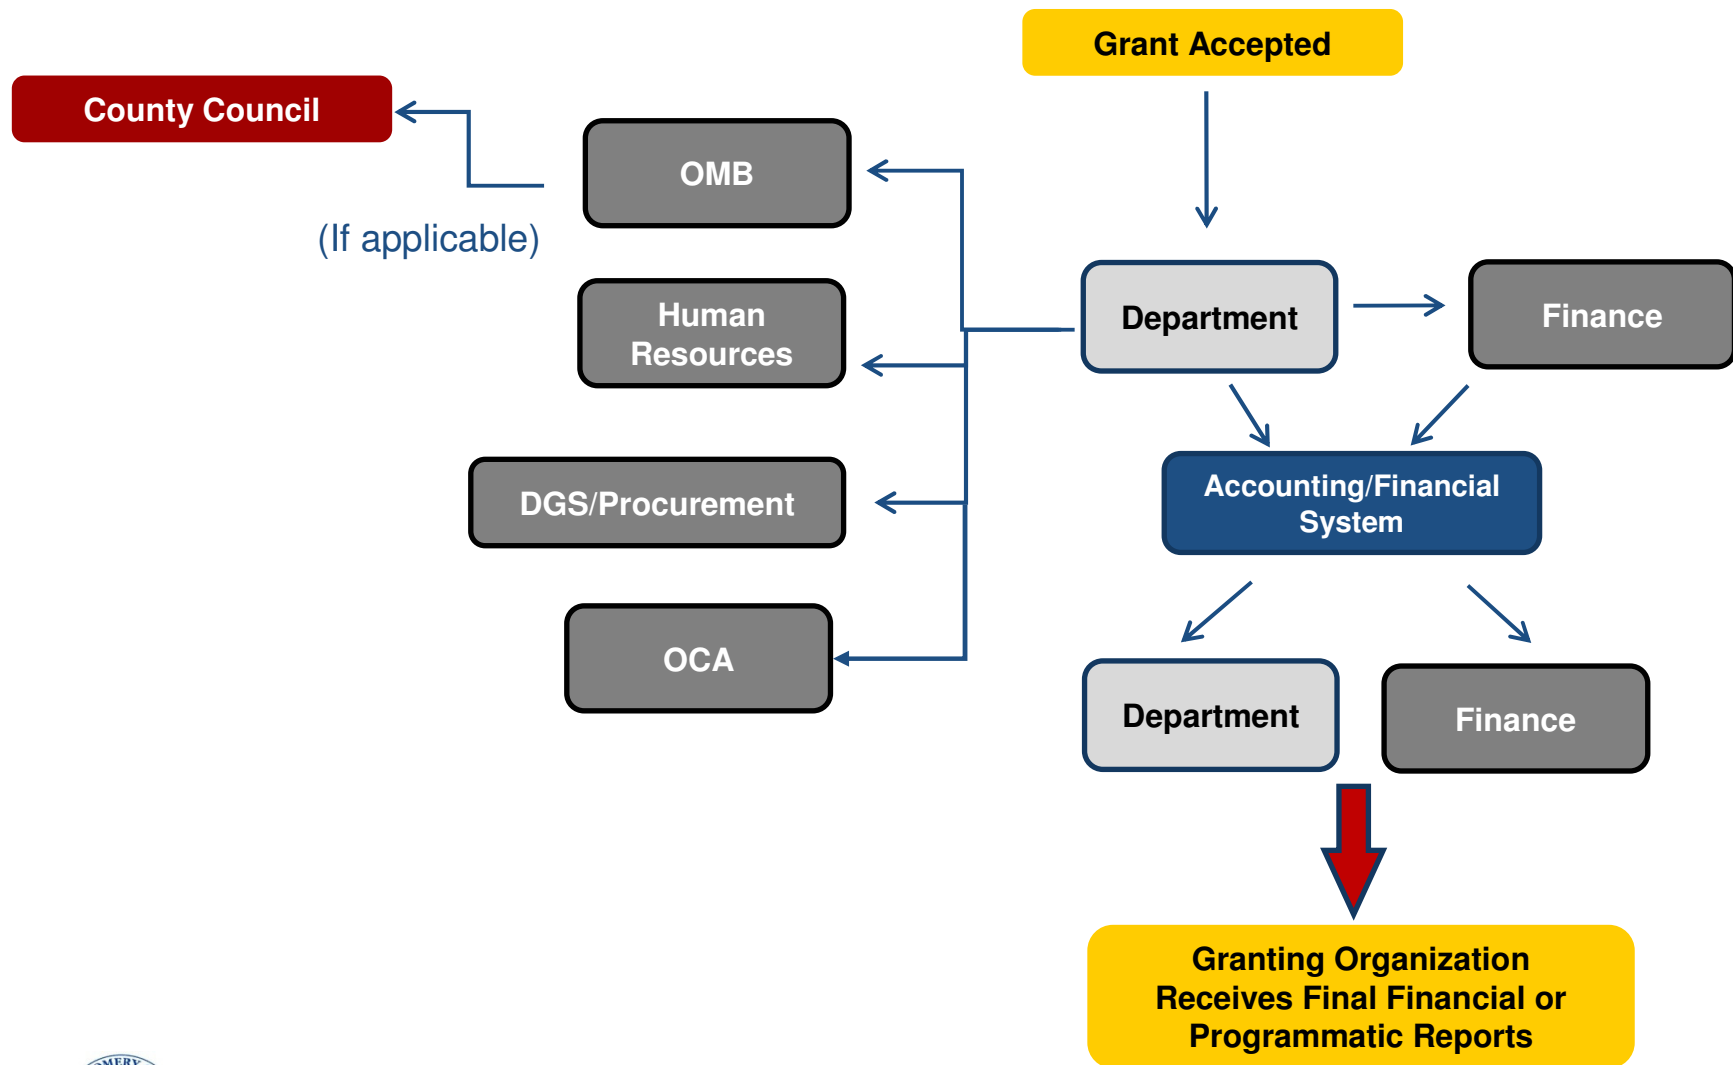 Grant Accepted
County Council
OMB
(If applicable)
Human
Resources
Department
Finance
DGS/Procurement
Accounting/Financial
System
OCA
Department
Finance
Granting Organization
Receives Final Financial or
Programmatic Reports